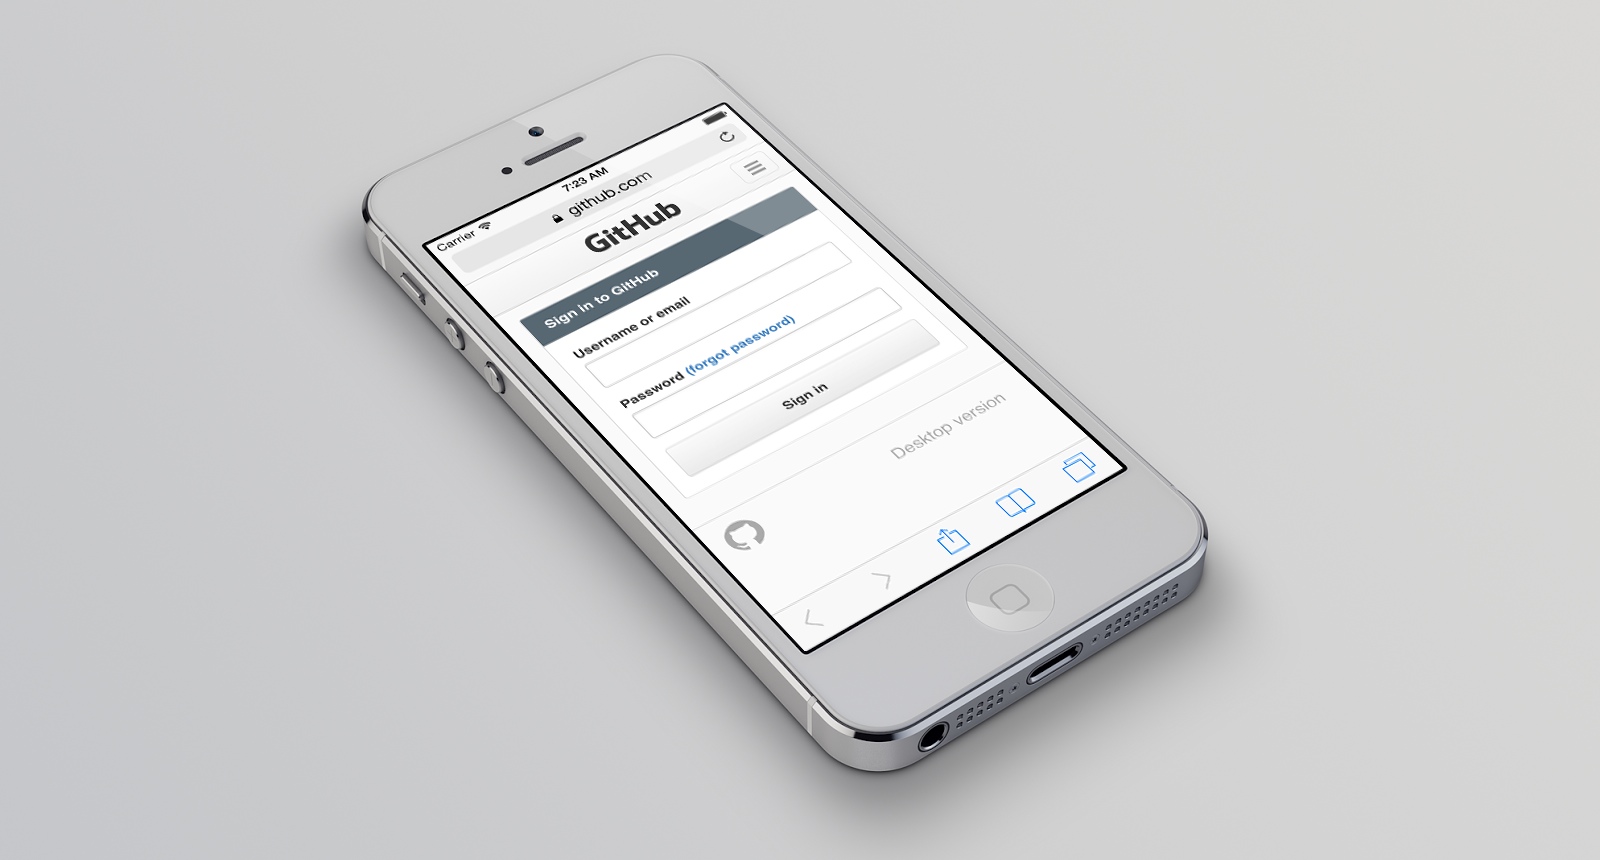 Carrier 7:23 AM
github.com
GitHub
Sign in to GitHub
Username or email
Password (forgot password)
Sign in
Desktop version